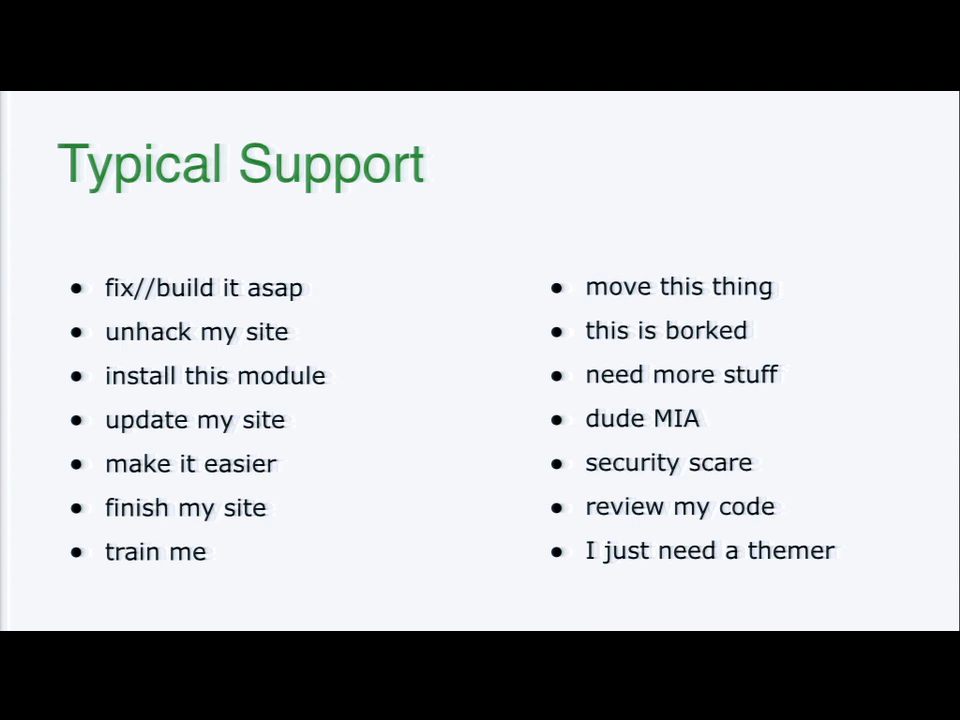 Typical Support
fix//build it asap
unhack my site
install this module
update my site
make it easier
finish my site
train me
move this thing
this is borked
need more stuff
dude MIA
security scare
review my code
I just need a themer